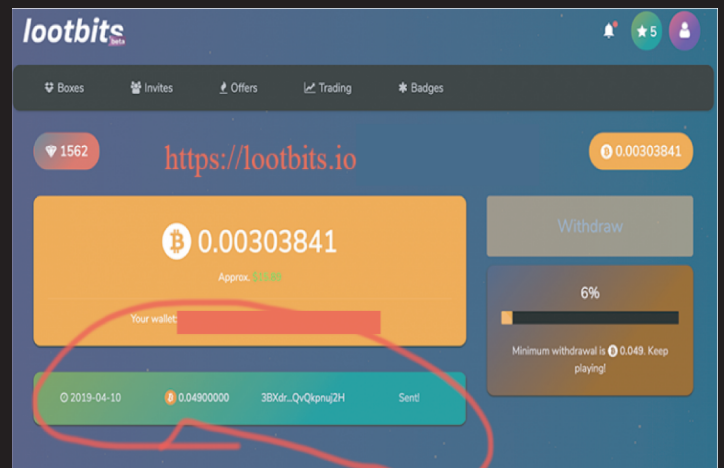 lootbits
beta
5
Boxes Invites Offers Trading Badges
1562
https://lootbits.io
0.00303841
0.00303841
Approx.
Your wallet:
Withdraw
6%
Minimum withdrawal is 0.049. Keep
playing!
2019-04-10 0.04900000 3BXdr...QvQkpnuj2H Sent!